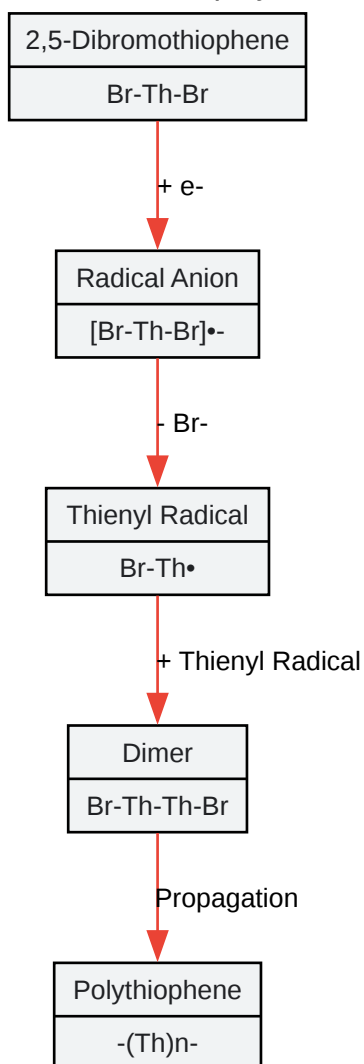 2,5-Dibromothiophene
Br-Th-Br
+ e-
Radical Anion
[Br-Th-Br]•-
- Br-
Thienyl Radical
Br-Th•
+ Thienyl Radical
Dimer
Br-Th-Th-Br
Propagation
Polythiophene
-(Th)n-